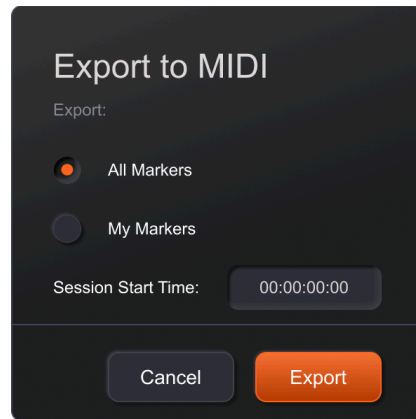 Export to MIDI
Export:
All Markers
My Markers
Session Start Time: 00:00:00:00
Cancel Export